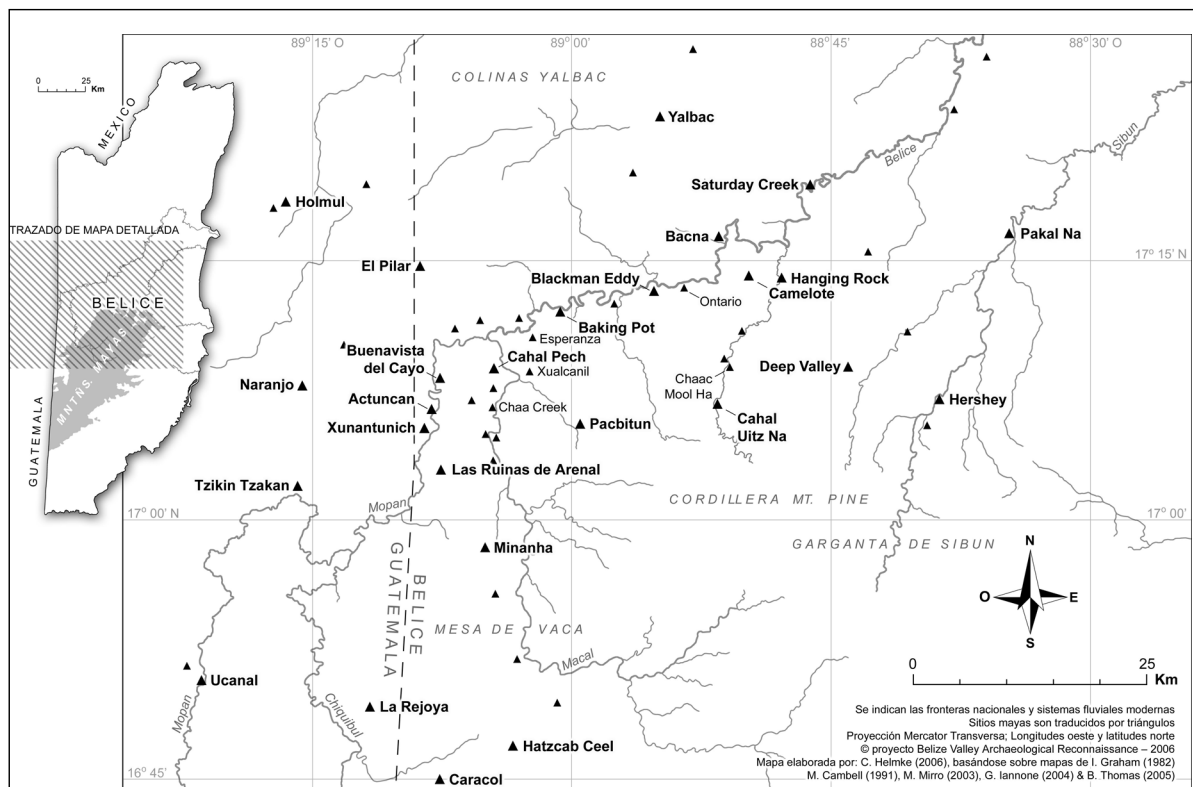 89° 15' O
89° 00'
88° 45'
88° 30'
0 25
Km
MEXICO
TRAZADO DE MAPA DETALLADA
BELICE
MNTÑS. MAYAS
GUATEMALA
COLINAS YALBAC
Yalbac
Sibun
Belice
Saturday Creek
Holmul
Bacna
Pakal Na
17° 15'
El Pilar
Blackman Eddy
Hanging Rock
Camelote
Ontario
Baking Pot
Esperanza
Buenavista
del Cayo
Cahal Pech
Xualcanil
Chaac
Mool Ha
Deep Valley
Naranjo
Actuncan
Chaa Creek
Hershey
Cahal
Uitz Na
Xunantunich
Pacbitun
Las Ruinas de Arenal
Tzikin Tzakan
Mopan
CORDILLERA MT. PINE
17° 00' N
17° 00'
GARGANTA DE SIBUN
Minanha
BELICE
GUATEMALA
N
O
E
S
MESA DE VACA
Macal
Ucanal
Mopan
Chiquibul
La Rejoya
Hatzcab Ceel
16° 45'
Caracol
0 25
Km
Se indican las fronteras nacionales y sistemas fluviales modernas
Sitios mayas son traducidos por triángulos
Proyección Mercator Transversa; Longitudes oeste y latitudes norte
© proyecto Belize Valley Archaeological Reconnaissance – 2006
Mapa elaborada por: C. Helmke (2006), basándose sobre mapas de I. Graham (1982)
M. Cambell (1991), M. Mirro (2003), G. Iannone (2004) & B. Thomas (2005)